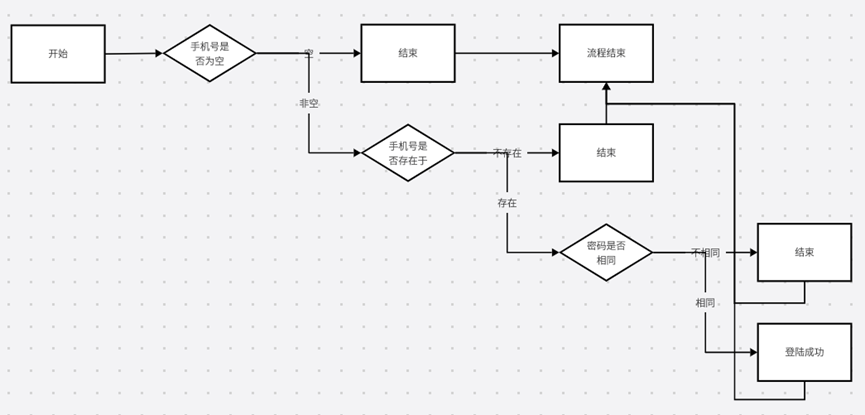 开始
手机号是
否为空
空
结束
流程结束
非空
手机号是
否存在于
不存在
结束
存在
密码是否
相同
不相同
结束
相同
登陆成功